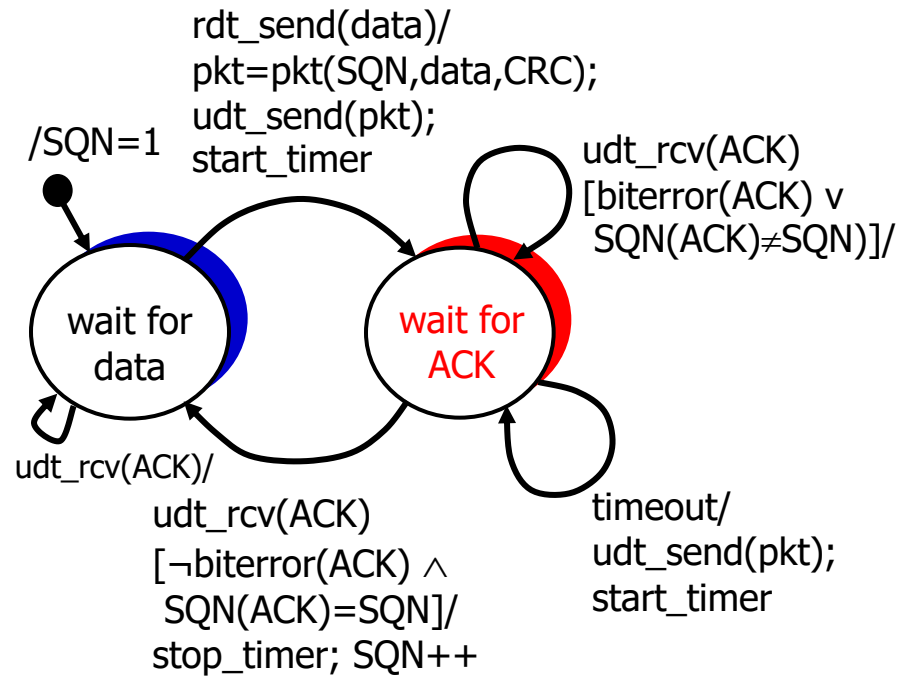 rdt_send(data)/
pkt=pkt(SQN,data,CRC);
udt_send(pkt);
start_timer
/SQN=1
udt_rcv(ACK)
[biterror(ACK) v
SQN(ACK)≠SQN)]/
wait for
data
wait for
ACK
udt_rcv(ACK)/
udt_rcv(ACK)
[¬biterror(ACK) ∧
SQN(ACK)=SQN]/
stop_timer; SQN++
timeout/
udt_send(pkt);
start_timer